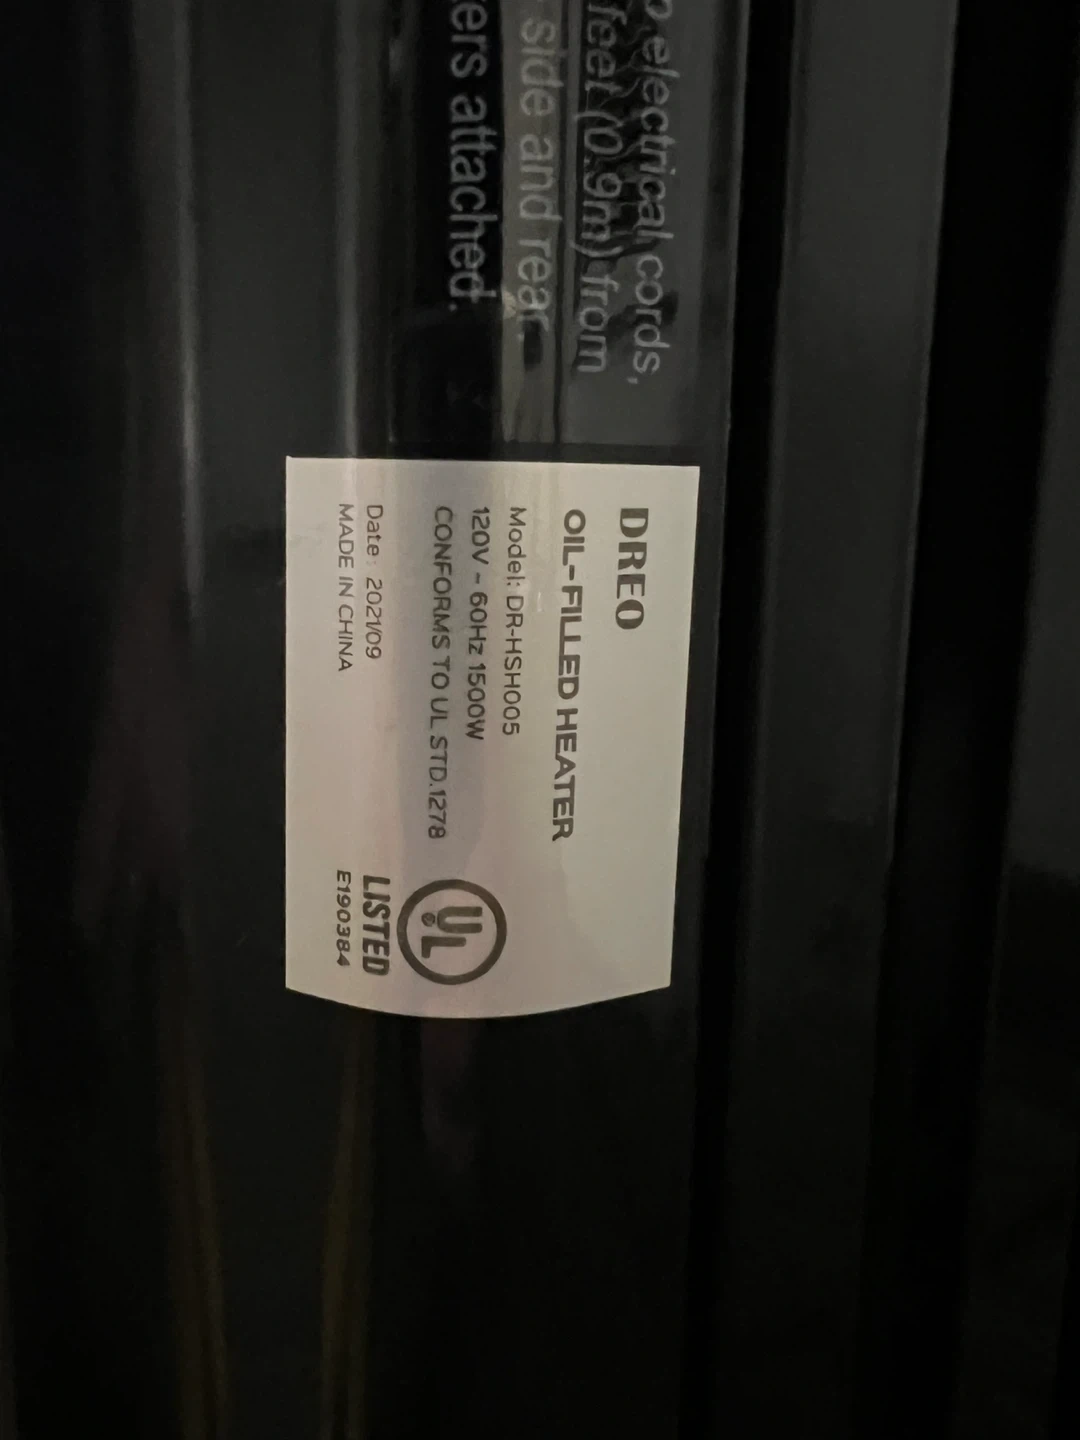 electrical cords,
feet (0.9m) from
side and rear.
attached.
DREO
OIL-FILLED HEATER
Model: DR-HSH005
120V ~ 60Hz 1500W
CONFORMS TO UL STD.1278
Date: 2021/09
MADE IN CHINA
UL
®
LISTED
E190384